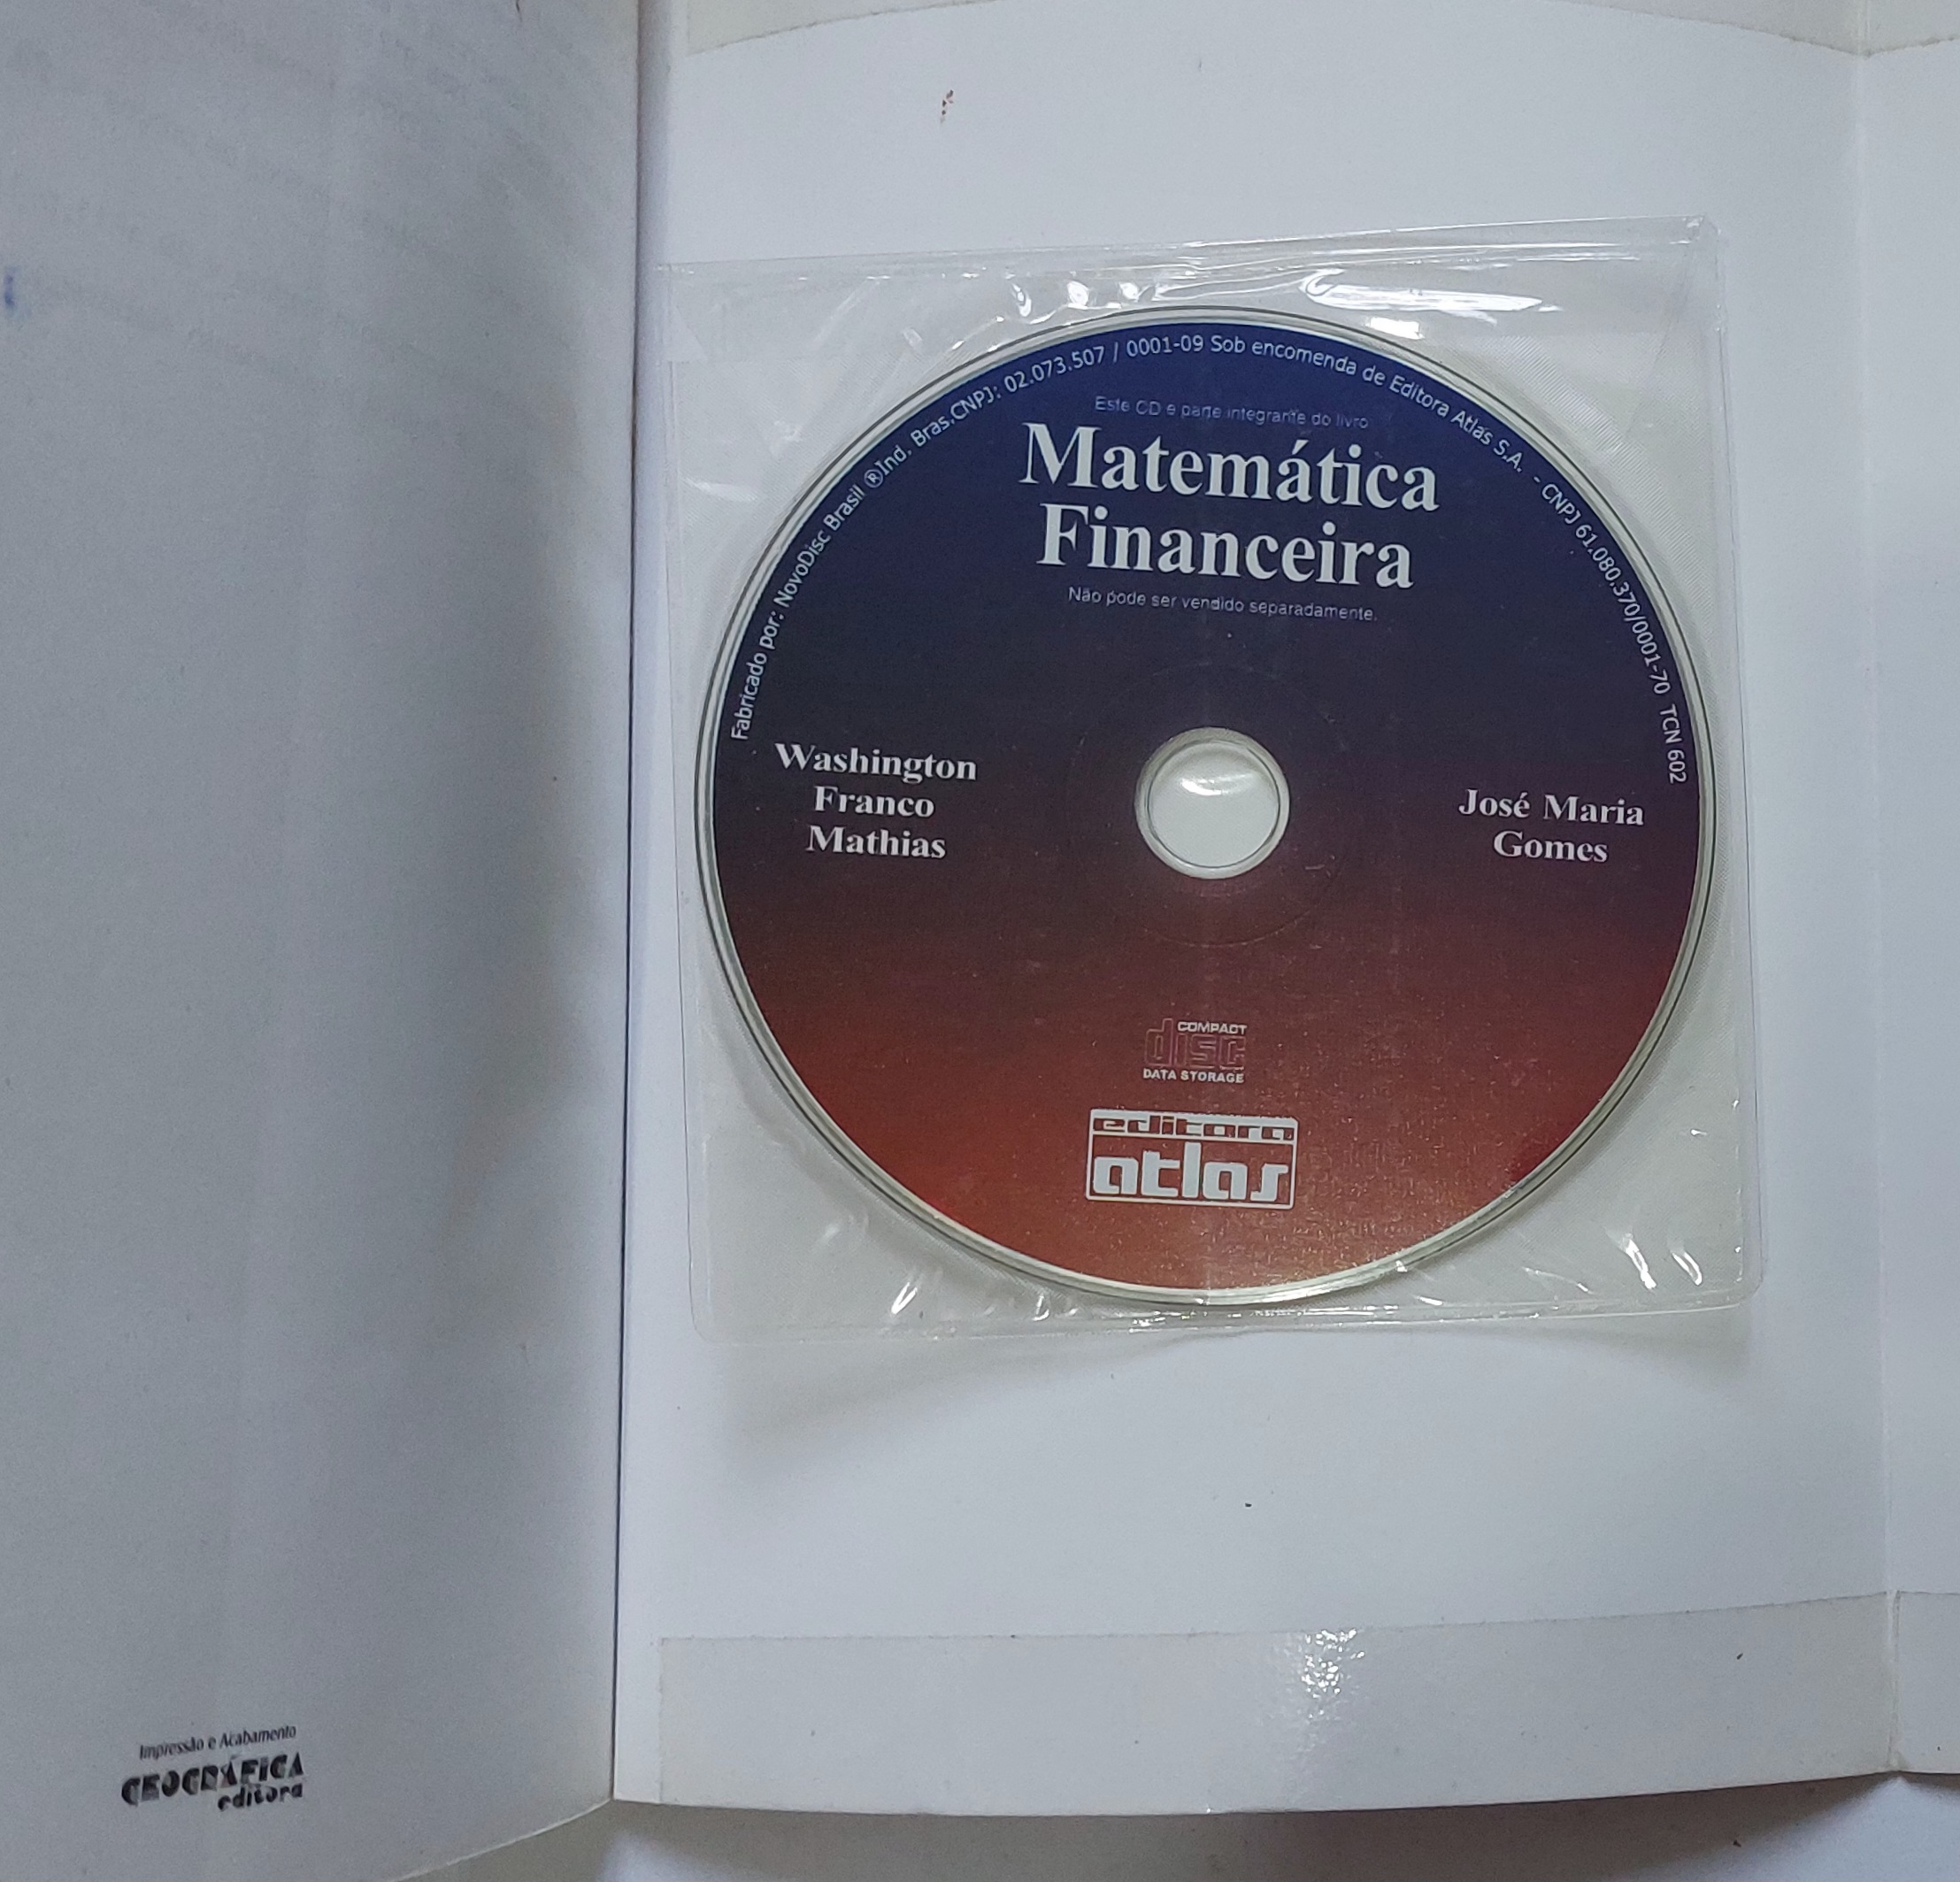 Fabricado por: NovoDisc Brasil ®Ind. Bras.CNPJ: 02.073.507 / 0001-09 Sob encomenda de Editora Atlas S.A. - CNPJ 61.080.370/0001-70 TCN 602
Este CD é parte integrante do livro
Matemática
Financeira
Não pode ser vendido separadamente.
Washington
Franco
Mathias
José Maria
Gomes
COMPACT
disc
DATA STORAGE
editora
atlas
Impressão e Acabamento
GEOGRÁFICA
editora